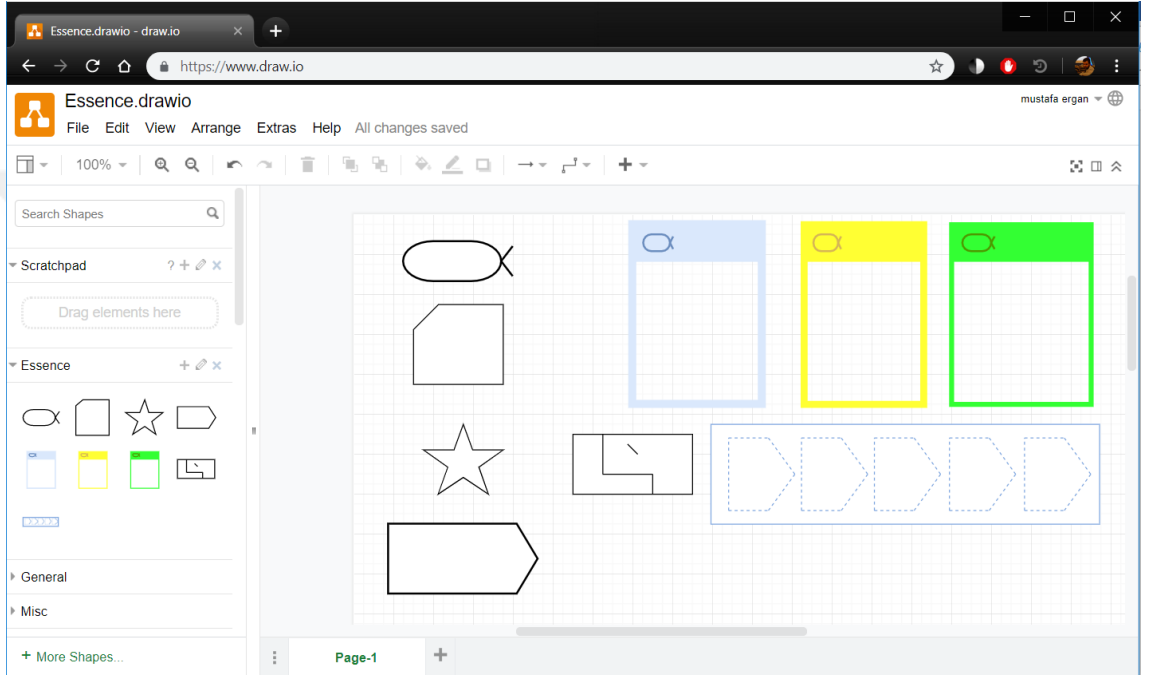 Essence.drawio - draw.io
https://www.draw.io
Essence.drawio
mustafa ergan
File Edit View Arrange Extras Help All changes saved
100%
Search Shapes
Scratchpad
?
Drag elements here
Essence
General
Misc
+ More Shapes...
Page-1